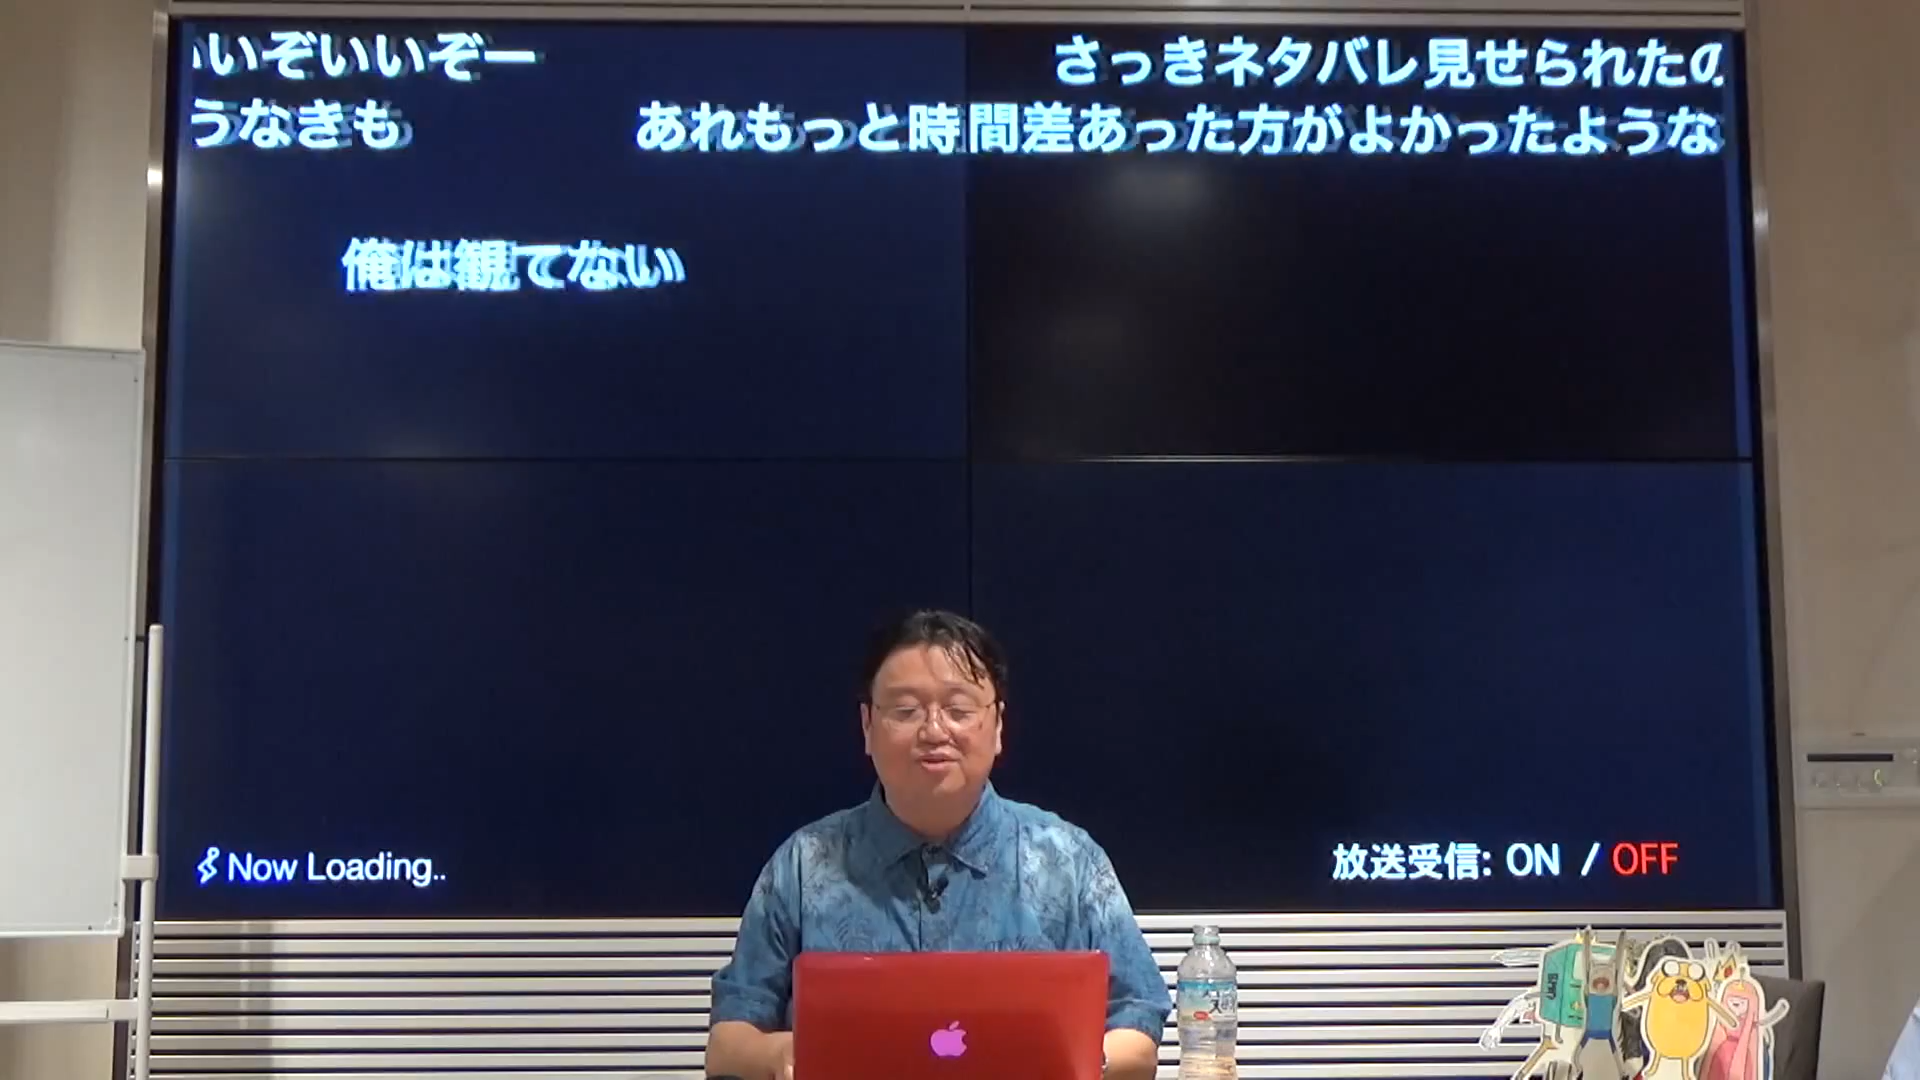 いいぞいいぞー
さっきネタバレ見せられたの
うなきも
あれもっと時間差あった方がよかったような
俺は観てない
Now Loading..
放送受信: ON / OFF